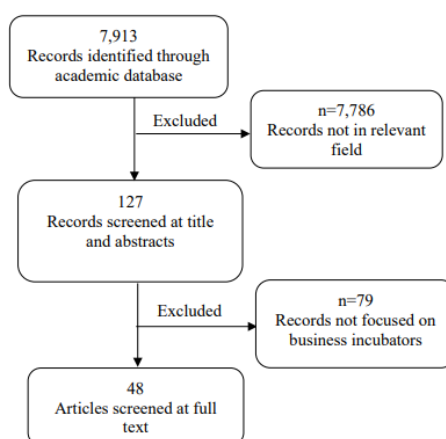 7,913
Records identified through
academic database
Excluded
n=7,786
Records not in relevant
field
127
Records screened at title
and abstracts
Excluded
n=79
Records not focused on
business incubators
48
Articles screened at full
text